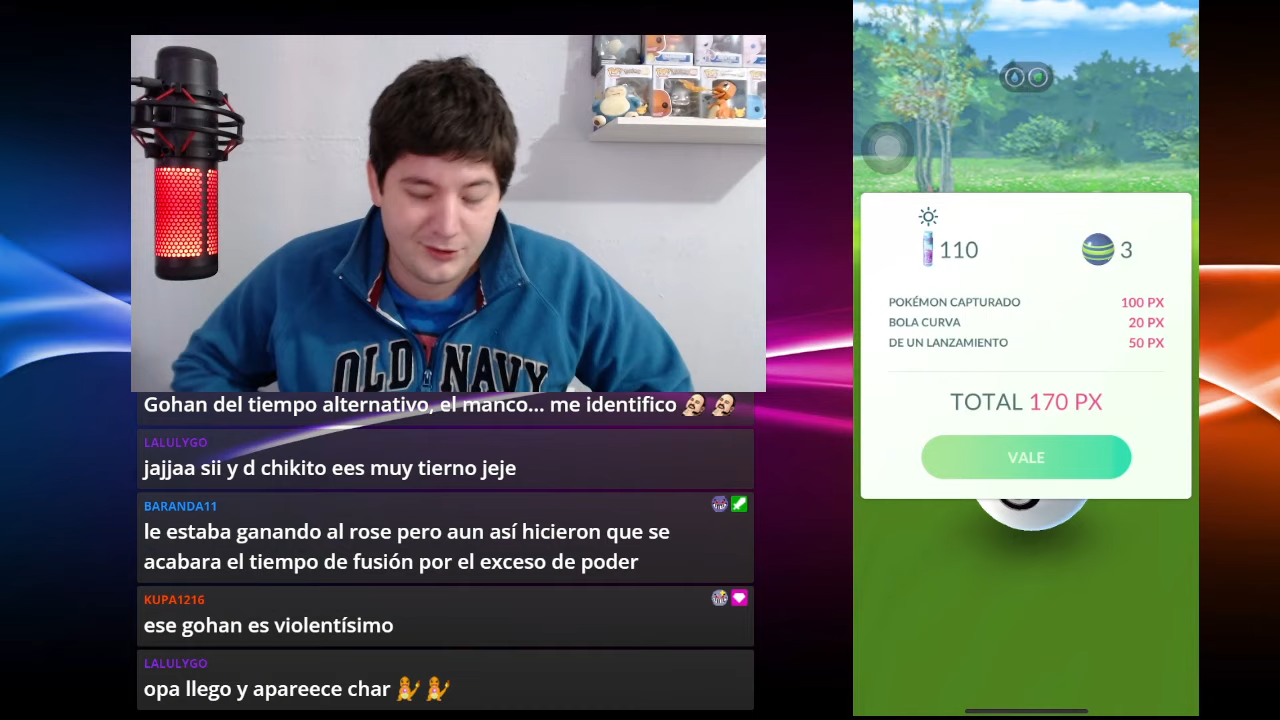 OLD NAVY
Gohan del tiempo alternativo, el manco... me identifico
LALULYGO
jajjaa sii y d chikito ees muy tierno jeje
BARANDA11
le estaba ganando al rose pero aun así hicieron que se
acabara el tiempo de fusión por el exceso de poder
KUPA1216
ese gohan es violentísimo
LALULYGO
opa llego y apareece char
110
3
POKÉMON CAPTURADO 100 PX
BOLA CURVA 20 PX
DE UN LANZAMIENTO 50 PX
TOTAL 170 PX
VALE